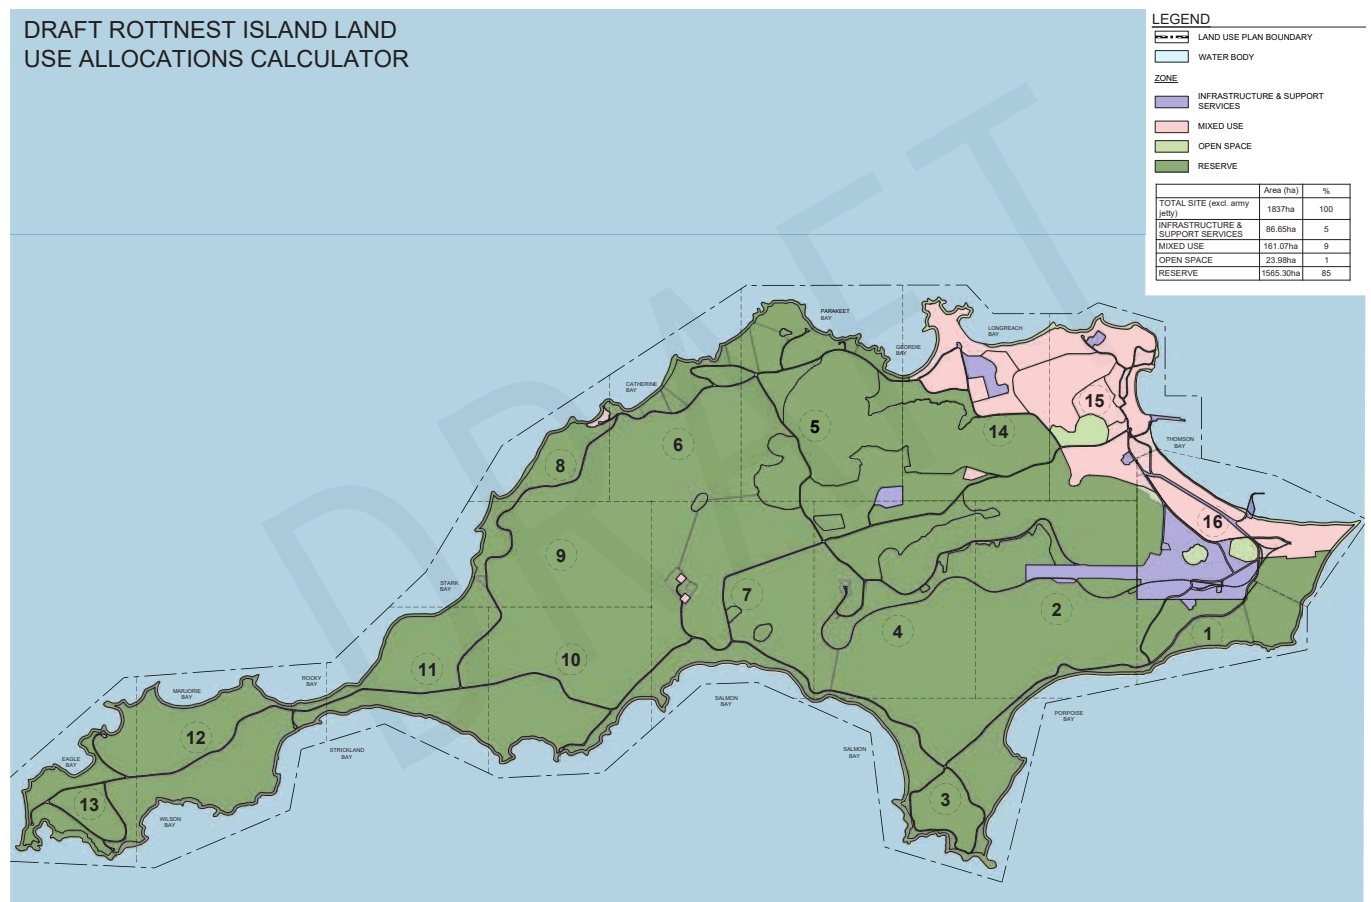 DRAFT ROTTNEST ISLAND LAND
USE ALLOCATIONS CALCULATOR
LEGEND
LAND USE PLAN BOUNDARY
WATER BODY
ZONE
INFRASTRUCTURE & SUPPORT
SERVICES
MIXED USE
OPEN SPACE
RESERVE
Area (ha) %
TOTAL SITE (excl. army
jetty) 1837ha 100
INFRASTRUCTURE &
SUPPORT SERVICES 86.65ha 5
MIXED USE 161.07ha 9
OPEN SPACE 23.98ha 1
RESERVE 1565.30ha 85
DRAFT
PARAKEET
BAY
LONGREACH
BAY
GEORDIE
BAY
CATHERINE
BAY
15
5
14
6
THOMSON
BAY
8
16
9
STARK
BAY
7
2
4
1
10
11
ROCKY
BAY
MARJORIE
BAY
SALMON
BAY
PORPOISE
BAY
12
STRICKLAND
BAY
SALMON
BAY
EAGLE
BAY
3
13
WILSON
BAY